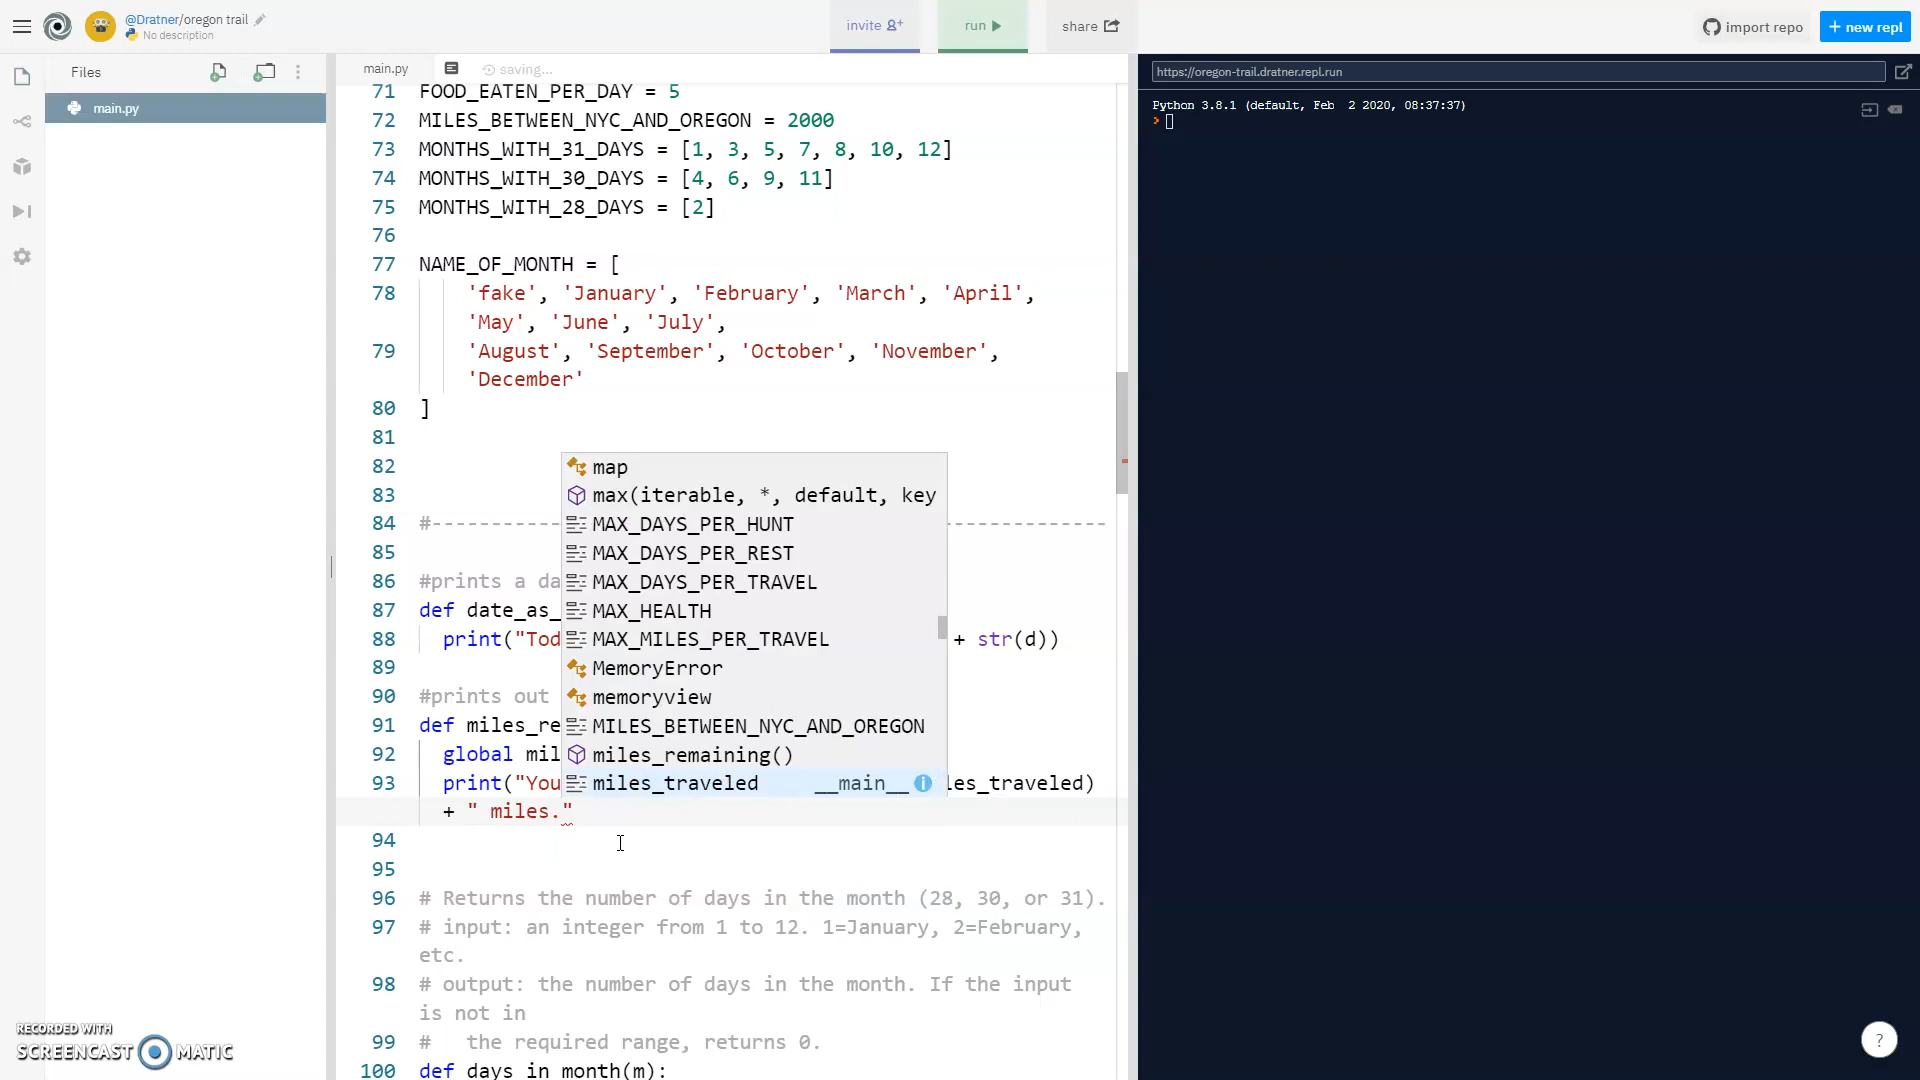 @Dratner/oregon trail
No description
invite
run
share
import repo
+ new repl
Files
main.py
main.py
saving...
https://oregon-trail.dratner.repl.run
Python 3.8.1 (default, Feb  2 2020, 08:37:37)
>
71 FOOD_EATEN_PER_DAY = 5
72 MILES_BETWEEN_NYC_AND_OREGON = 2000
73 MONTHS_WITH_31_DAYS = [1, 3, 5, 7, 8, 10, 12]
74 MONTHS_WITH_30_DAYS = [4, 6, 9, 11]
75 MONTHS_WITH_28_DAYS = [2]
76
77 NAME_OF_MONTH = [
78 'fake', 'January', 'February', 'March', 'April',
'May', 'June', 'July',
79 'August', 'September', 'October', 'November',
'December'
80 ]
81
82
83
84 #----------- -------------
85
86 #prints a da
87 def date_as_
88 print("Tod + str(d))
89
90 #prints out
91 def miles_re
92 global mil
93 print("You les_traveled)
+ " miles."
94
95
96 # Returns the number of days in the month (28, 30, or 31).
97 # input: an integer from 1 to 12. 1=January, 2=February,
etc.
98 # output: the number of days in the month. If the input
is not in
99 #   the required range, returns 0.
100 def days_in_month(m):
map
max(iterable, *, default, key
MAX_DAYS_PER_HUNT
MAX_DAYS_PER_REST
MAX_DAYS_PER_TRAVEL
MAX_HEALTH
MAX_MILES_PER_TRAVEL
MemoryError
memoryview
MILES_BETWEEN_NYC_AND_OREGON
miles_remaining()
miles_traveled __main__
RECORDED WITH
SCREENCAST MATIC
?